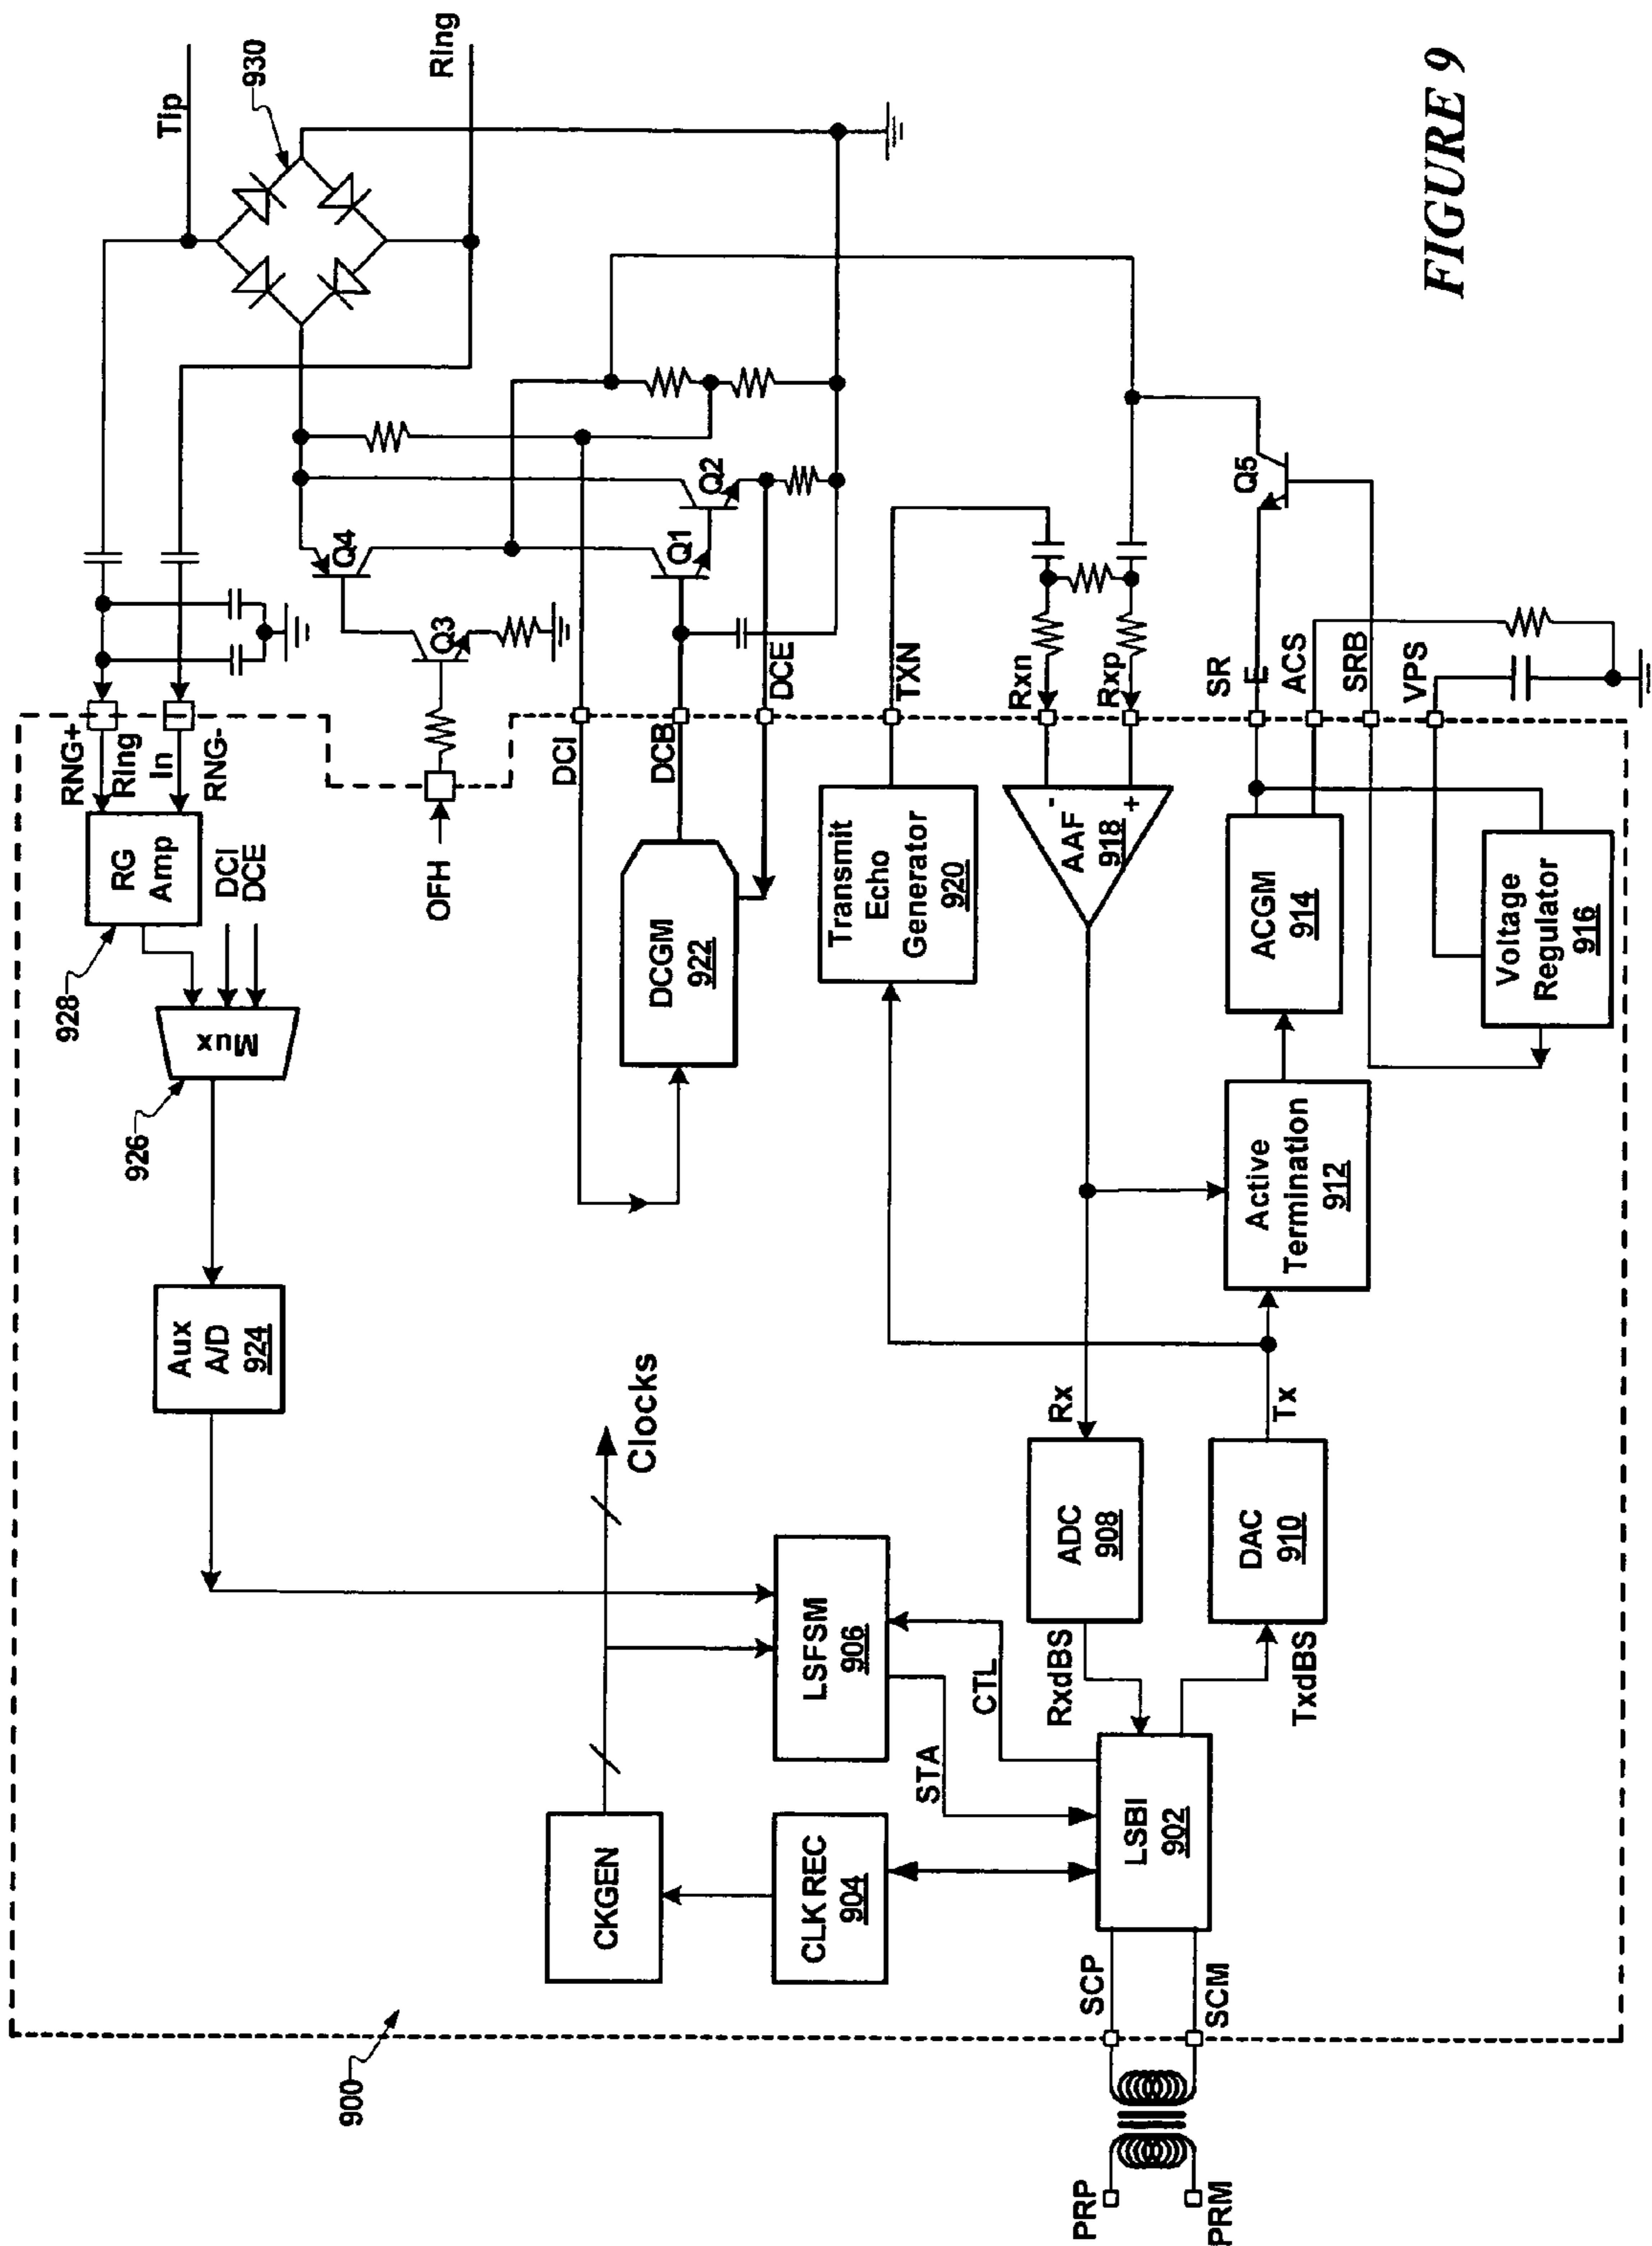 900
PRP
PRM
SCP
SCM
LSBI
902
CLK REC
904
CKGEN
STA
CTL
LSFSM
906
Clocks
RxdBS
TxdBS
ADC
908
DAC
910
Rx
Tx
Aux
A/D
924
926
Mux
928
RG
Amp
DCI
DCE
RNG+
Ring
In
RNG-
OFH
DCI
DCB
DCE
DCGM
922
Transmit
Echo
Generator
920
TXN
AAF
918
-
+
Rxn
Rxp
Active
Termination
912
ACGM
914
Voltage
Regulator
916
SR
E
ACS
SRB
VPS
Q3
Q4
Q1
Q2
Q5
Tip
930
Ring
FIGURE 9